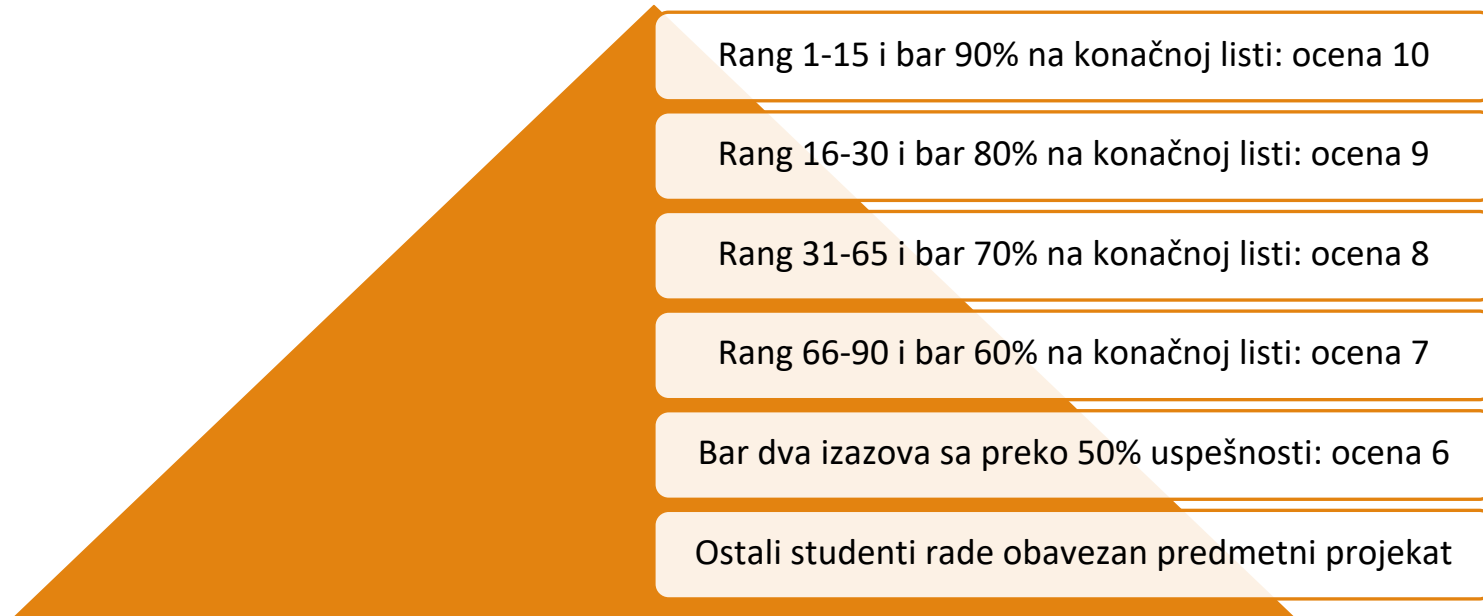 Rang 1-15 i bar 90% na konačnoj listi: ocena 10
Rang 16-30 i bar 80% na konačnoj listi: ocena 9
Rang 31-65 i bar 70% na konačnoj listi: ocena 8
Rang 66-90 i bar 60% na konačnoj listi: ocena 7
Bar dva izazova sa preko 50% uspešnosti: ocena 6
Ostali studenti rade obavezan predmetni projekat